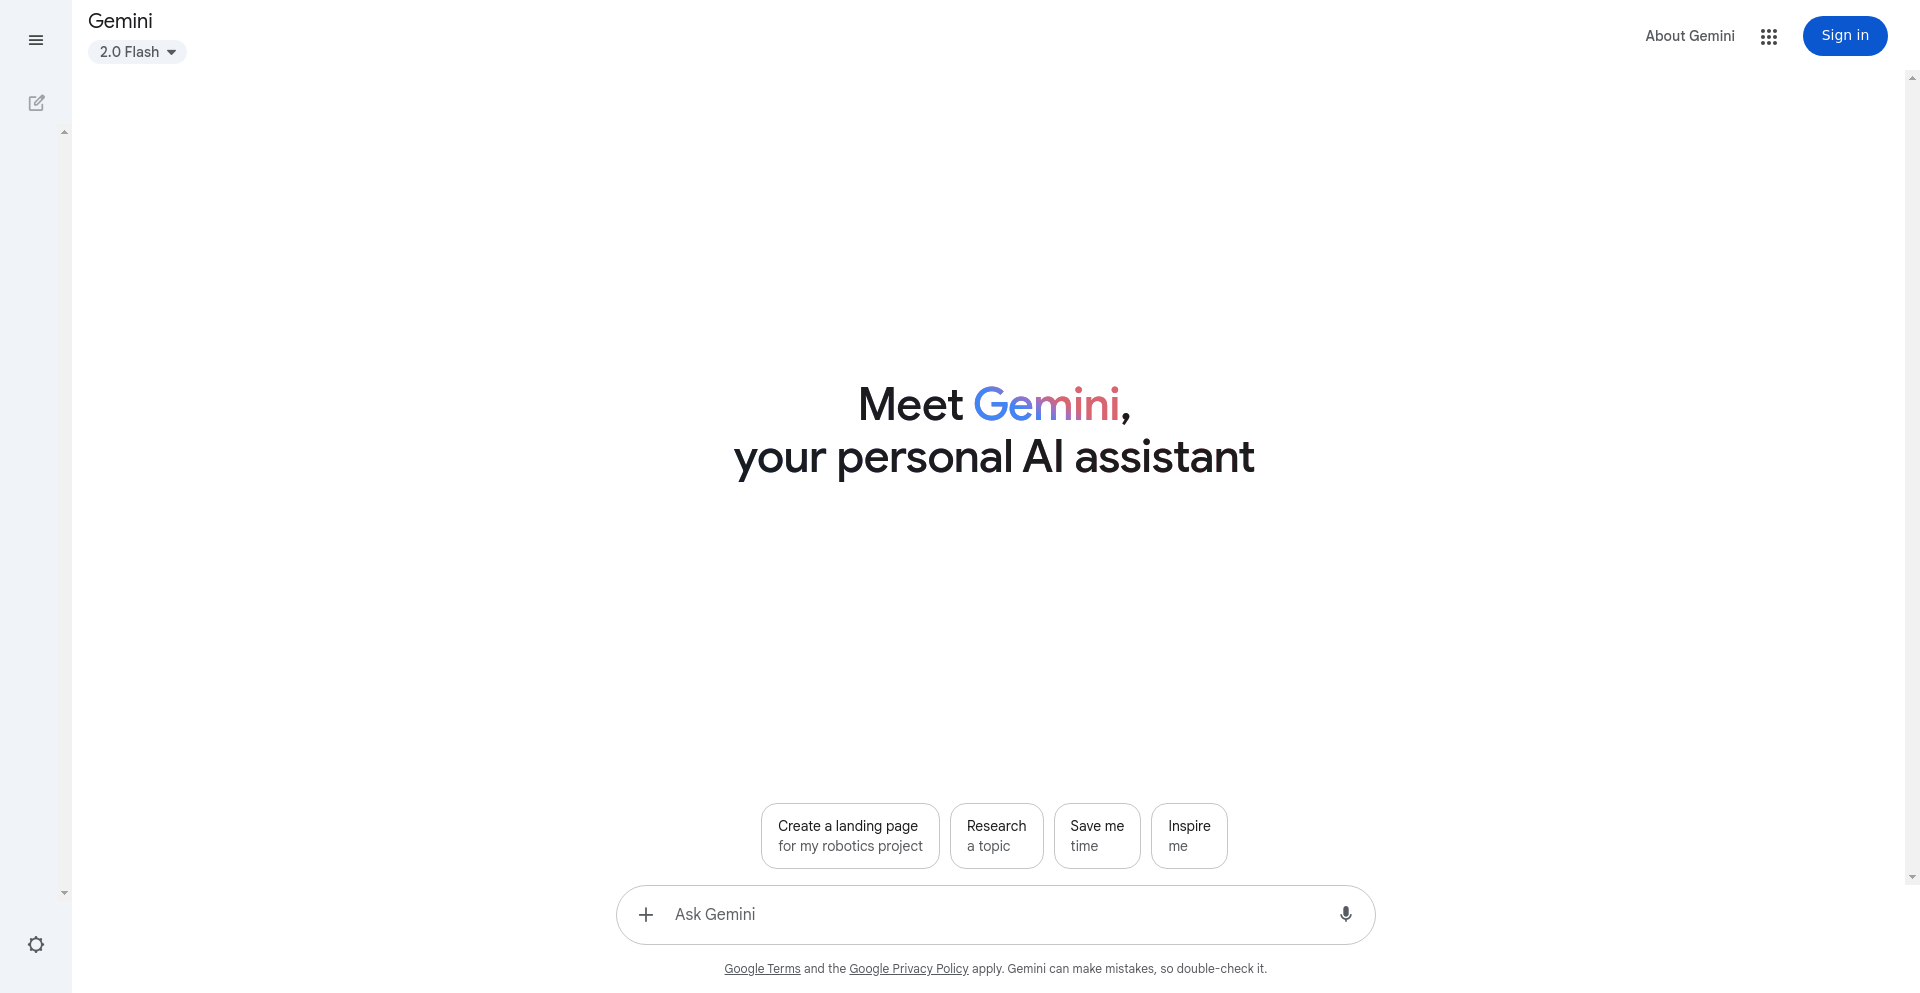 Gemini
2.0 Flash
About Gemini
Sign in
Meet Gemini,
your personal AI assistant
Create a landing page
for my robotics project
Research
a topic
Save me
time
Inspire
me
Ask Gemini
Google Terms and the Google Privacy Policy apply. Gemini can make mistakes, so double-check it.